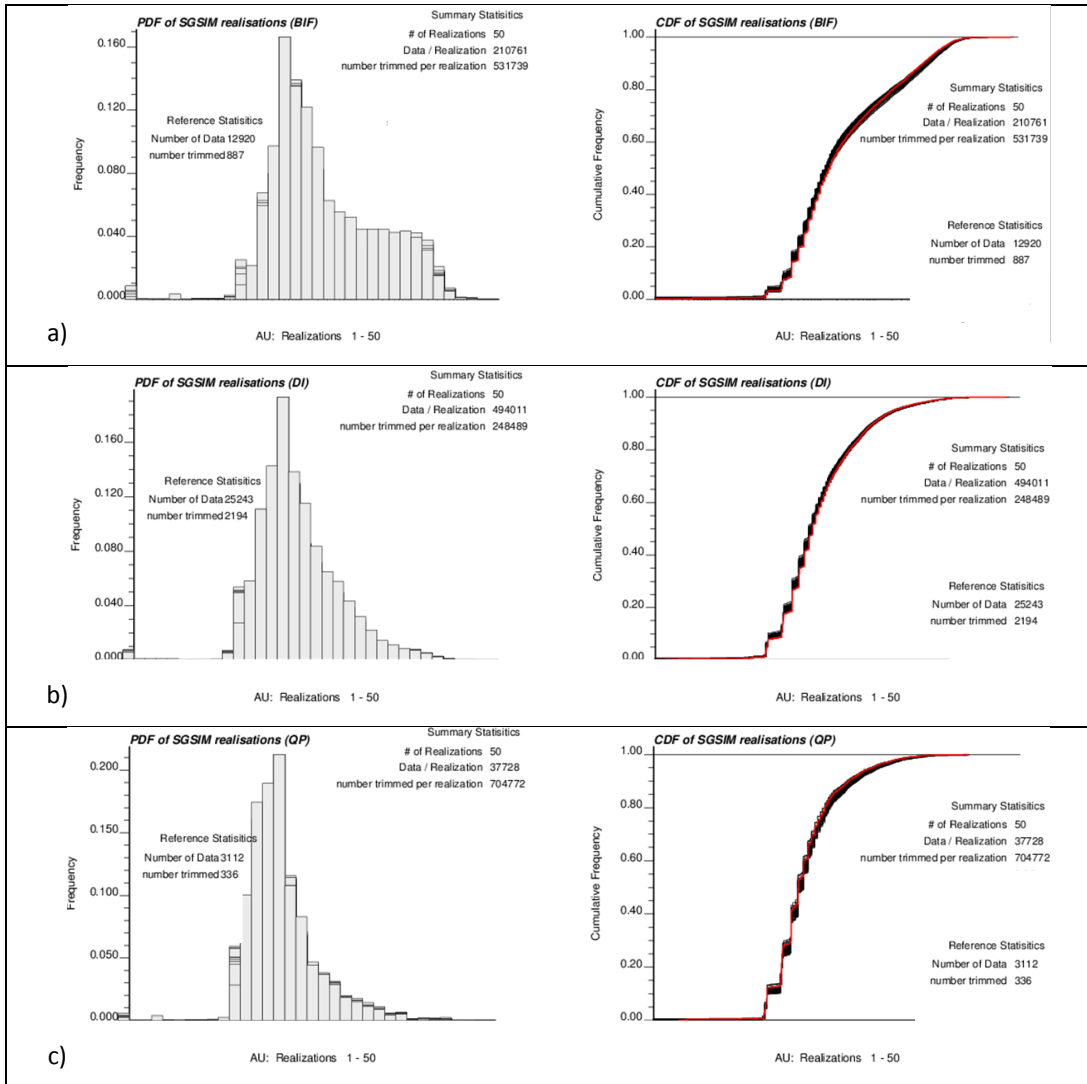 PDF of SGSIM realisations (BIF)
Summary Statistics
# of Realizations 50
Data / Realization 210761
number trimmed per realization 531739
Reference Statisitics
Number of Data 12920
number trimmed 887
Frequency
0.160
0.120
0.080
0.040
0.000
AU: Realizations 1 - 50
CDF of SGSIM realisations (BIF)
Summary Statisitics
# of Realizations 50
Data / Realization 210761
number trimmed per realization 531739
Reference Statisitics
Number of Data 12920
number trimmed 887
Cumulative Frequency
1.00
0.80
0.60
0.40
0.20
0.00
AU: Realizations 1 - 50
a)
PDF of SGSIM realisations (DI)
Summary Statistics
# of Realizations 50
Data / Realization 494011
number trimmed per realization 248489
Reference Statisitics
Number of Data 25243
number trimmed 2194
Frequency
0.160
0.120
0.080
0.040
0.000
AU: Realizations 1 - 50
CDF of SGSIM realisations (DI)
Summary Statisitics
# of Realizations 50
Data / Realization 494011
number trimmed per realization 248489
Reference Statisitics
Number of Data 25243
number trimmed 2194
Cumulative Frequency
1.00
0.80
0.60
0.40
0.20
0.00
AU: Realizations 1 - 50
b)
PDF of SGSIM realisations (QP)
Summary Statistics
# of Realizations 50
Data / Realization 37728
number trimmed per realization 704772
Reference Statisitics
Number of Data 3112
number trimmed 336
Frequency
0.200
0.150
0.100
0.050
0.000
AU: Realizations 1 - 50
CDF of SGSIM realisations (QP)
Summary Statisitics
# of Realizations 50
Data / Realization 37728
number trimmed per realization 704772
Reference Statisitics
Number of Data 3112
number trimmed 336
Cumulative Frequency
1.00
0.80
0.60
0.40
0.20
0.00
AU: Realizations 1 - 50
c)